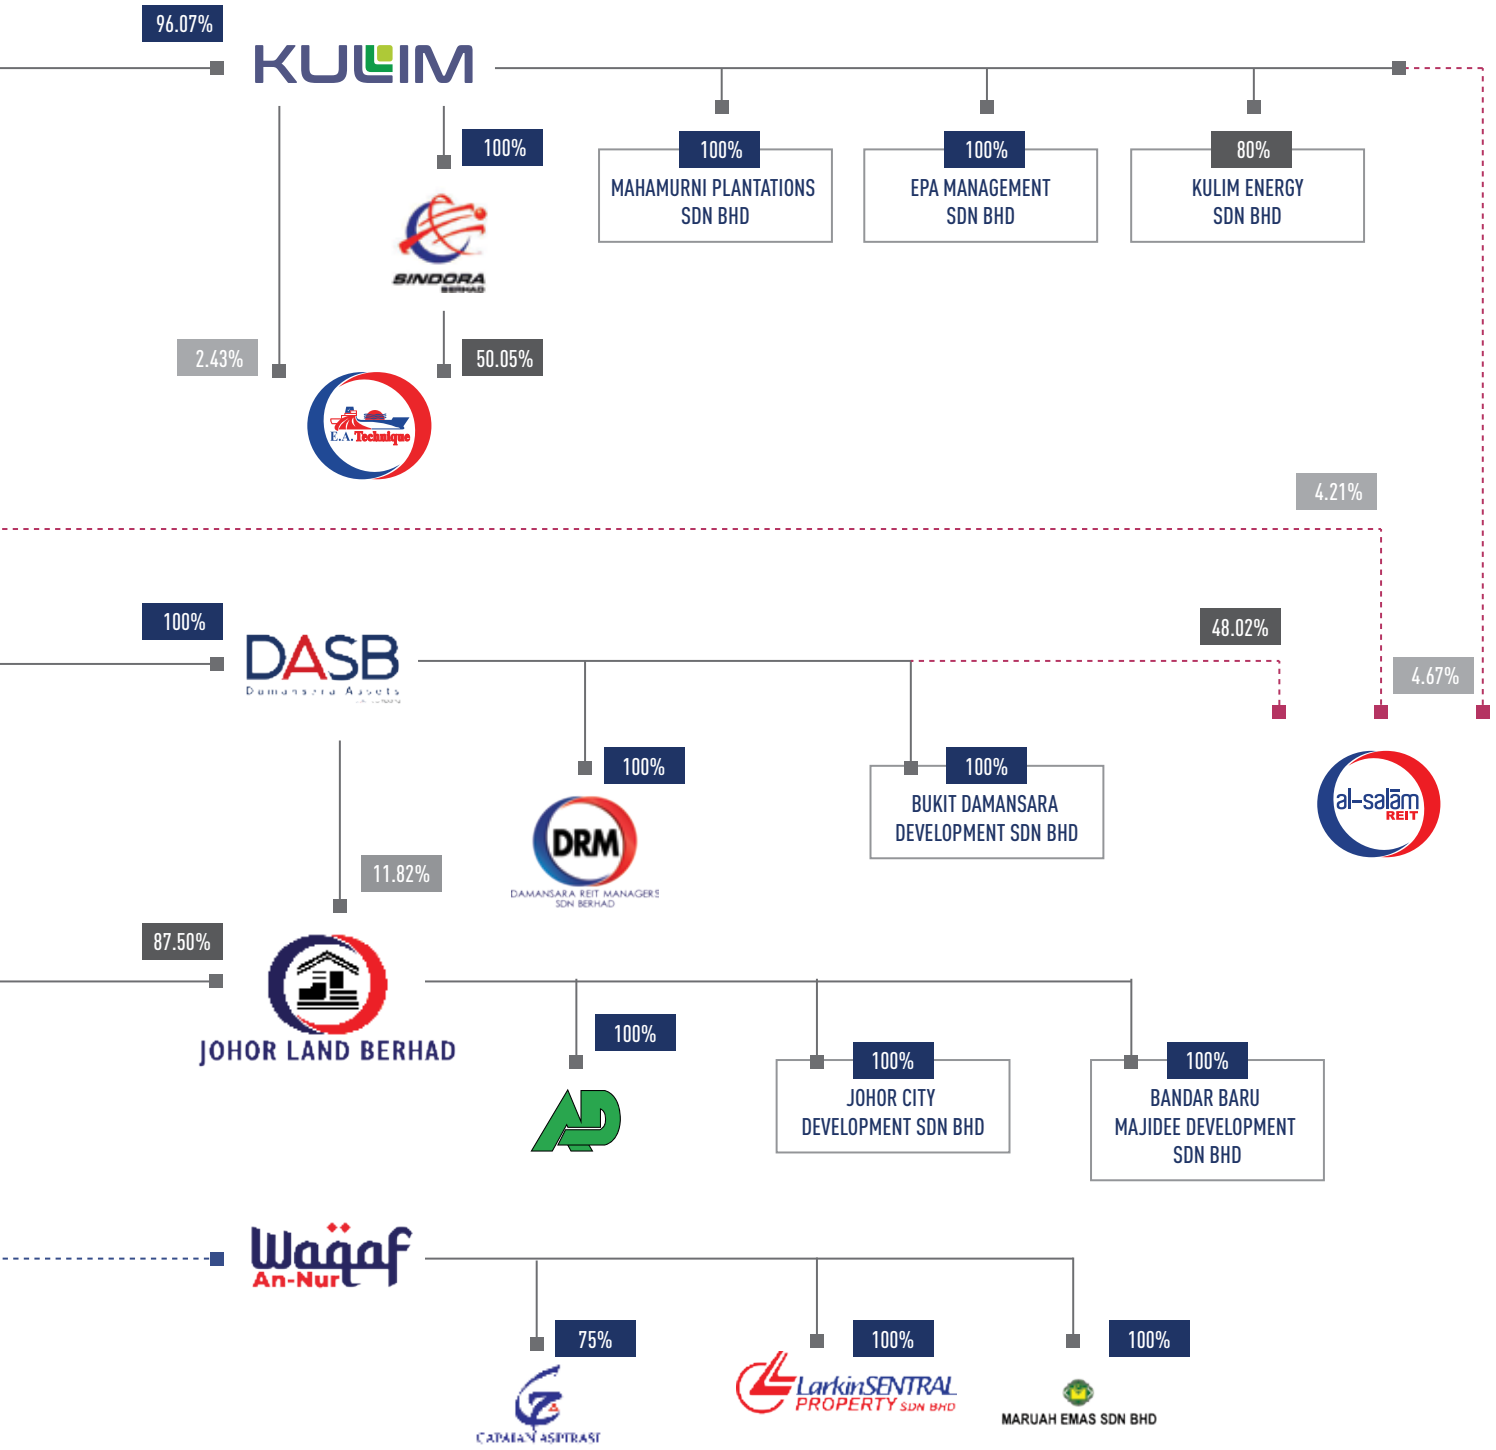 96.07%
KULIM
100%
100%
100%
80%
MAHAMURNI PLANTATIONS
SDN BHD
EPA MANAGEMENT
SDN BHD
KULIM ENERGY
SDN BHD
SINDORA
BERHAD
2.43%
50.05%
E.A.Technique
4.21%
100%
DASB
Damansara Assets
48.02%
4.67%
100%
100%
BUKIT DAMANSARA
DEVELOPMENT SDN BHD
al-salām
REIT
DRM
DAMANSARA REIT MANAGERS
SDN BERHAD
11.82%
87.50%
JOHOR LAND BERHAD
100%
100%
100%
JOHOR CITY
DEVELOPMENT SDN BHD
BANDAR BARU
MAJIDEE DEVELOPMENT
SDN BHD
Waqaf
An-Nur
75%
100%
100%
CAPAIAN ASPIRASI
LarkinSENTRAL
PROPERTY SDN BHD
MARUAH EMAS SDN BHD